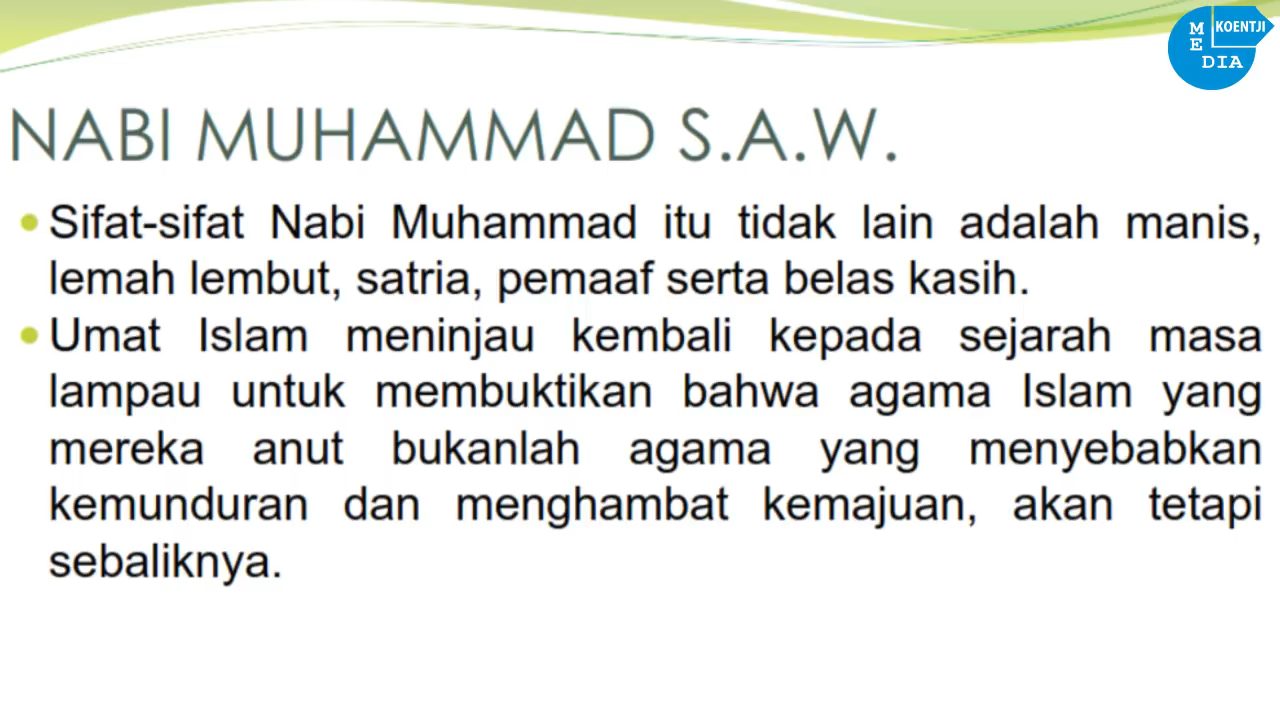 M KOENTJI
E
DIA
NABI MUHAMMAD S.A.W.
Sifat-sifat Nabi Muhammad itu tidak lain adalah manis,
lemah lembut, satria, pemaaf serta belas kasih.
Umat Islam meninjau kembali kepada sejarah masa
lampau untuk membuktikan bahwa agama Islam yang
mereka anut bukanlah agama yang menyebabkan
kemunduran dan menghambat kemajuan, akan tetapi
sebaliknya.